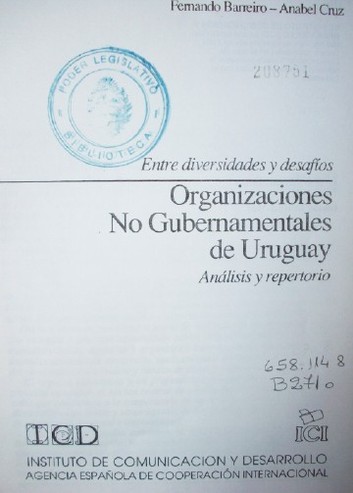 Fernando Barreiro – Anabel Cruz
208751
PODER LEGISLATIVO
BIBLIOTECA
Entre diversidades y desafíos
Organizaciones
No Gubernamentales
de Uruguay
Análisis y repertorio
658.1148
B271o
ICD
ICI
INSTITUTO DE COMUNICACION Y DESARROLLO
AGENCIA ESPAÑOLA DE COOPERACIÓN INTERNACIONAL